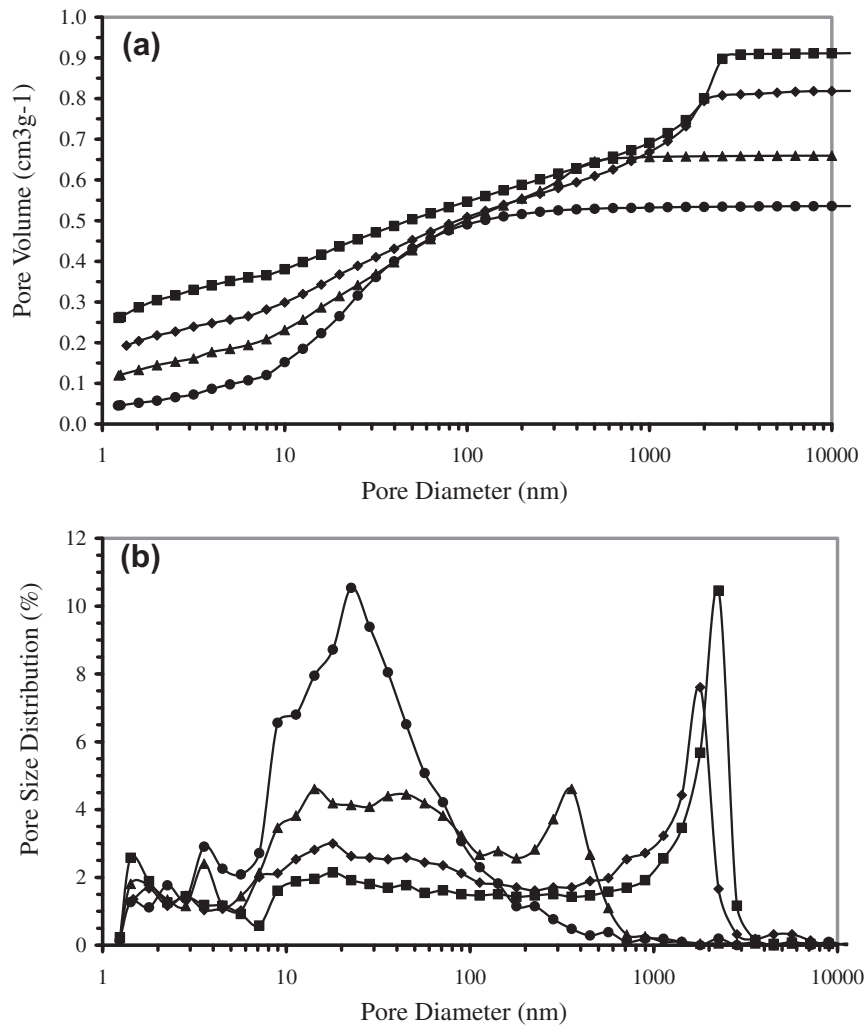 (a)
Pore Volume (cm3g-1)
1.0
0.9
0.8
0.7
0.6
0.5
0.4
0.3
0.2
0.1
0.0
1 10 100 1000 10000
Pore Diameter (nm)
(b)
Pore Size Distribution (%)
12
10
8
6
4
2
0
1 10 100 1000 10000
Pore Diameter (nm)